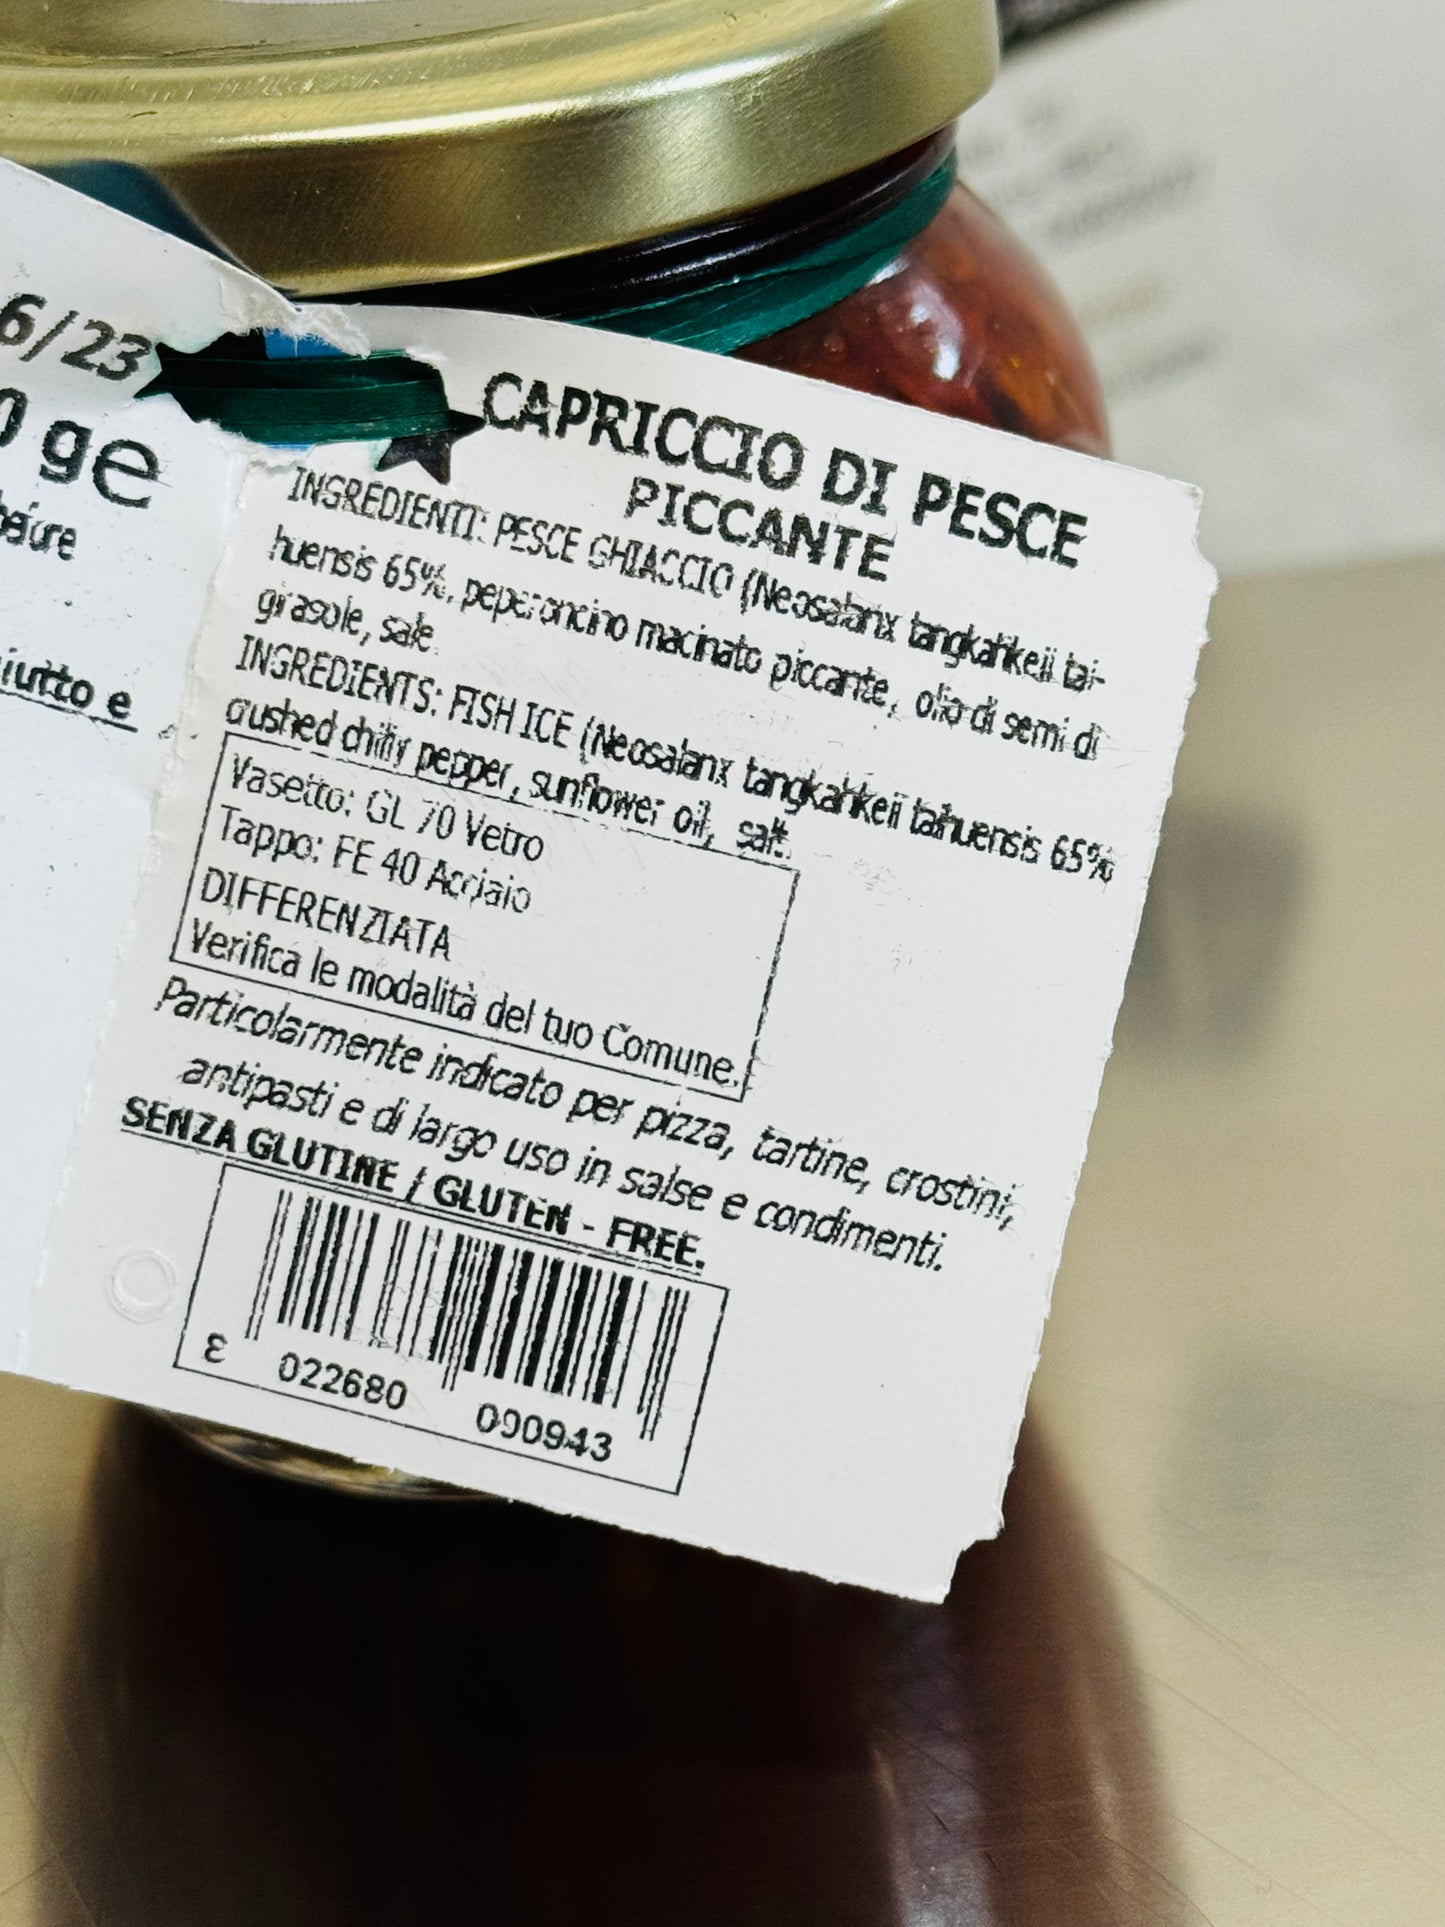 6/23
0 ge
iutto e
CAPRICCIO DI PESCE
PICCANTE
INGREDIENTI: PESCE GHIACCIO (Neosalanx tangkahkeii tai-
huensis 65%, peperoncino macinato piccante, olio di semi di
girasole, sale.
INGREDIENTS: FISH ICE (Neosalanx tangkahkeii taihuensis 65%
crushed chilly pepper, sunflower oil, salt.
Vasetto: GL 70 Vetro
Tappo: FE 40 Acciaio
DIFFERENZIATA
Verifica le modalità del tuo Comune.
Particolarmente indicato per pizza, tartine, crostini,
antipasti e di largo uso in salse e condimenti.
SENZA GLUTINE / GLUTEN - FREE.
8 022680 090943